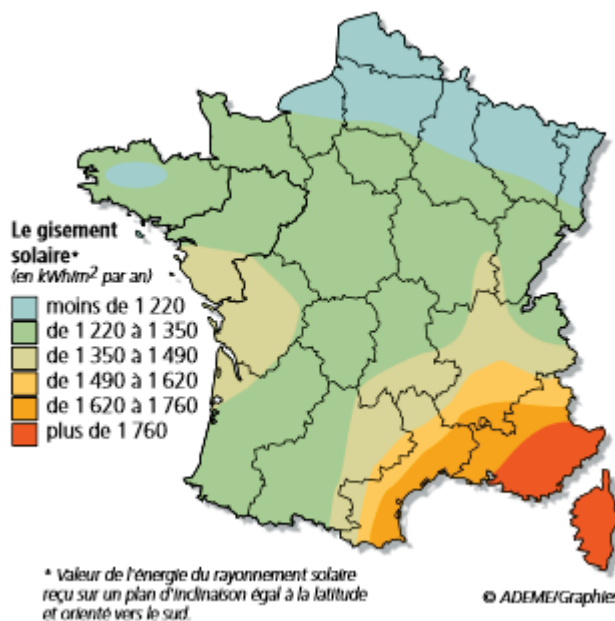 Le gisement
solaire*
(en kWh/m² par an)
moins de 1 220
de 1 220 à 1 350
de 1 350 à 1 490
de 1 490 à 1 620
de 1 620 à 1 760
plus de 1 760
* Valeur de l'énergie du rayonnement solaire
reçu sur un plan d'inclinaison égal à la latitude
et orienté vers le sud.
© ADEME/Graphies